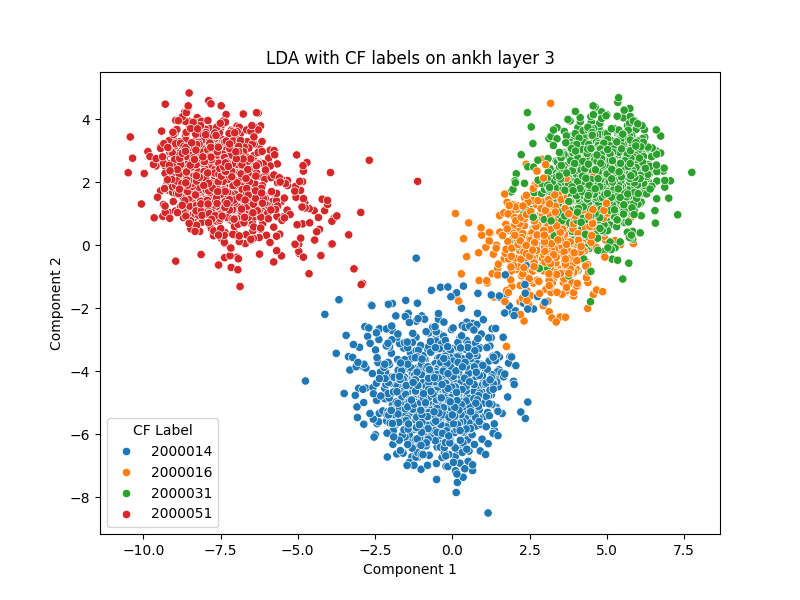 LDA with CF labels on ankh layer 3
4
2
0
−2
−4
−6
−8
Component 2
CF Label
2000014
2000016
2000031
2000051
−10.0 −7.5 −5.0 −2.5 0.0 2.5 5.0 7.5
Component 1